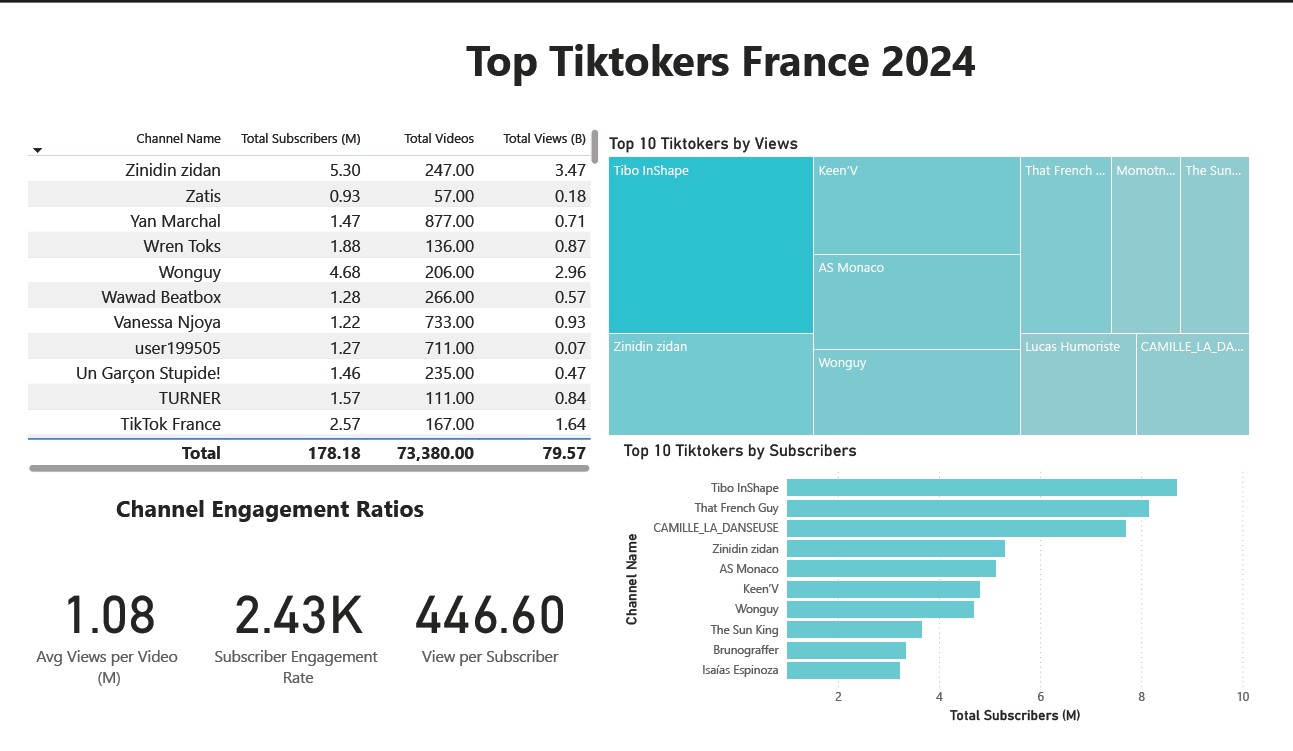 Top Tiktokers France 2024
Channel Name Total Subscribers (M) Total Videos Total Views (B)
Zinidin zidan 5.30 247.00 3.47
Zatis 0.93 57.00 0.18
Yan Marchal 1.47 877.00 0.71
Wren Toks 1.88 136.00 0.87
Wonguy 4.68 206.00 2.96
Wawad Beatbox 1.28 266.00 0.57
Vanessa Njoya 1.22 733.00 0.93
user199505 1.27 711.00 0.07
Un Garçon Stupide! 1.46 235.00 0.47
TURNER 1.57 111.00 0.84
TikTok France 2.57 167.00 1.64
Total 178.18 73,380.00 79.57
Channel Engagement Ratios
1.08
Avg Views per Video
(M)
2.43K
Subscriber Engagement
Rate
446.60
View per Subscriber
Top 10 Tiktokers by Views
Tibo InShape
Keen'V
That French ...
Momotn...
The Sun...
AS Monaco
Zinidin zidan
Wonguy
Lucas Humoriste
CAMILLE_LA_DA...
Top 10 Tiktokers by Subscribers
Channel Name
Tibo InShape
That French Guy
CAMILLE_LA_DANSEUSE
Zinidin zidan
AS Monaco
Keen'V
Wonguy
The Sun King
Brunograffer
Isaías Espinoza
2 4 6 8 10
Total Subscribers (M)